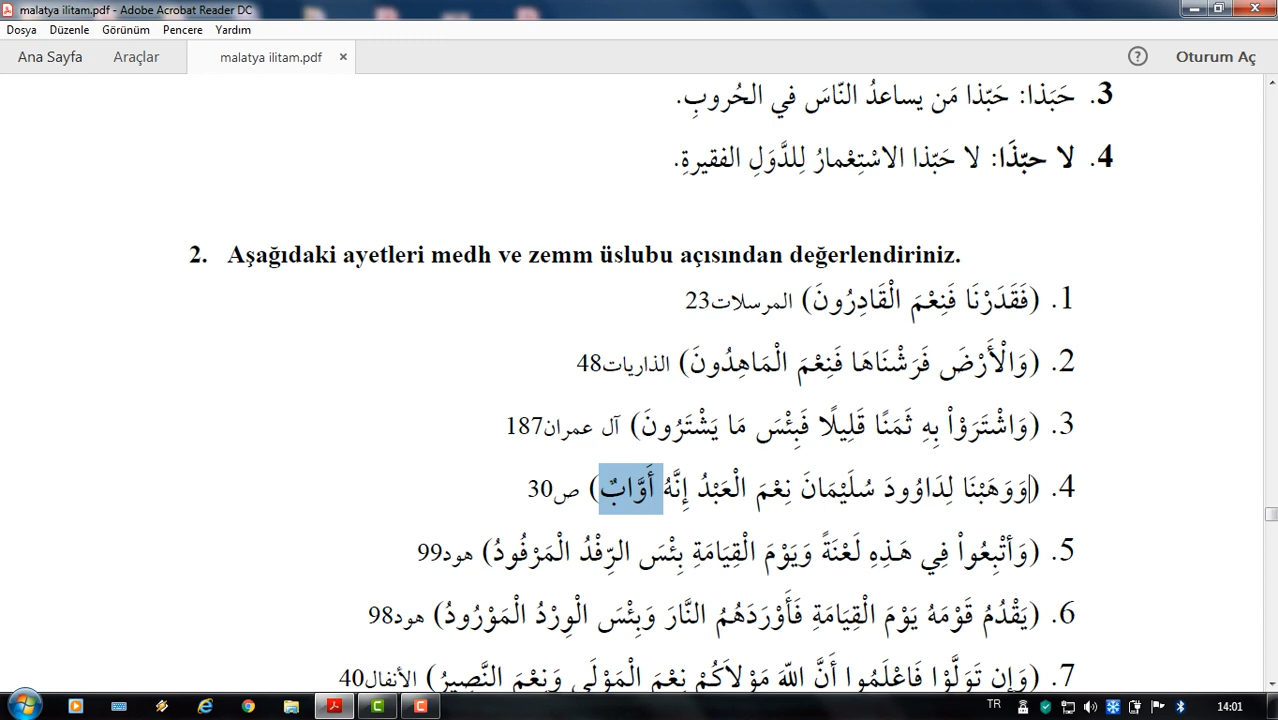 malatya ilitam.pdf - Adobe Acrobat Reader DC
Dosya Düzenle Görünüm Pencere Yardım
Ana Sayfa Araçlar malatya ilitam.pdf × ? Oturum Aç
3. حَبَذا: حَبّذا مَن يساعدُ النّاسَ في الحُروبِ.
4. لا حبّذَا: لا حَبّذا الاسْتِعْمارُ لِلدَّوَلِ الفقيرةِ.
2. Aşağıdaki ayetleri medh ve zemm üslubu açısından değerlendiriniz.
1. (فَقَدَرْنَا فَنِعْمَ الْقَادِرُونَ) المرسلات23
2. (وَالْأَرْضَ فَرَشْنَاهَا فَنِعْمَ الْمَاهِدُونَ) الذاريات48
3. (وَاشْتَرَوْاْ بِهِ ثَمَنًا قَلِيلًا فَبِئْسَ مَا يَشْتَرُونَ) آل عمران187
4. (وَوَهَبْنَا لِدَاوُودَ سُلَيْمَانَ نِعْمَ الْعَبْدُ إِنَّهُ أَوَّابٌ) ص30
5. (وَأُتْبِعُواْ فِي هَـذِهِ لَعْنَةً وَيَوْمَ الْقِيَامَةِ بِئْسَ الرِّفْدُ الْمَرْفُودُ) هود99
6. (يَقْدُمُ قَوْمَهُ يَوْمَ الْقِيَامَةِ فَأَوْرَدَهُمُ النَّارَ وَبِئْسَ الْوِرْدُ الْمَوْرُودُ) هود98
7. (وَإِن تَوَلَّوْا فَاعْلَمُوا أَنَّ اللّهَ مَوْلاَكُمْ نِعْمَ الْمَوْلَى وَنِعْمَ النَّصِيرُ) الأنفال40
TR 14:01